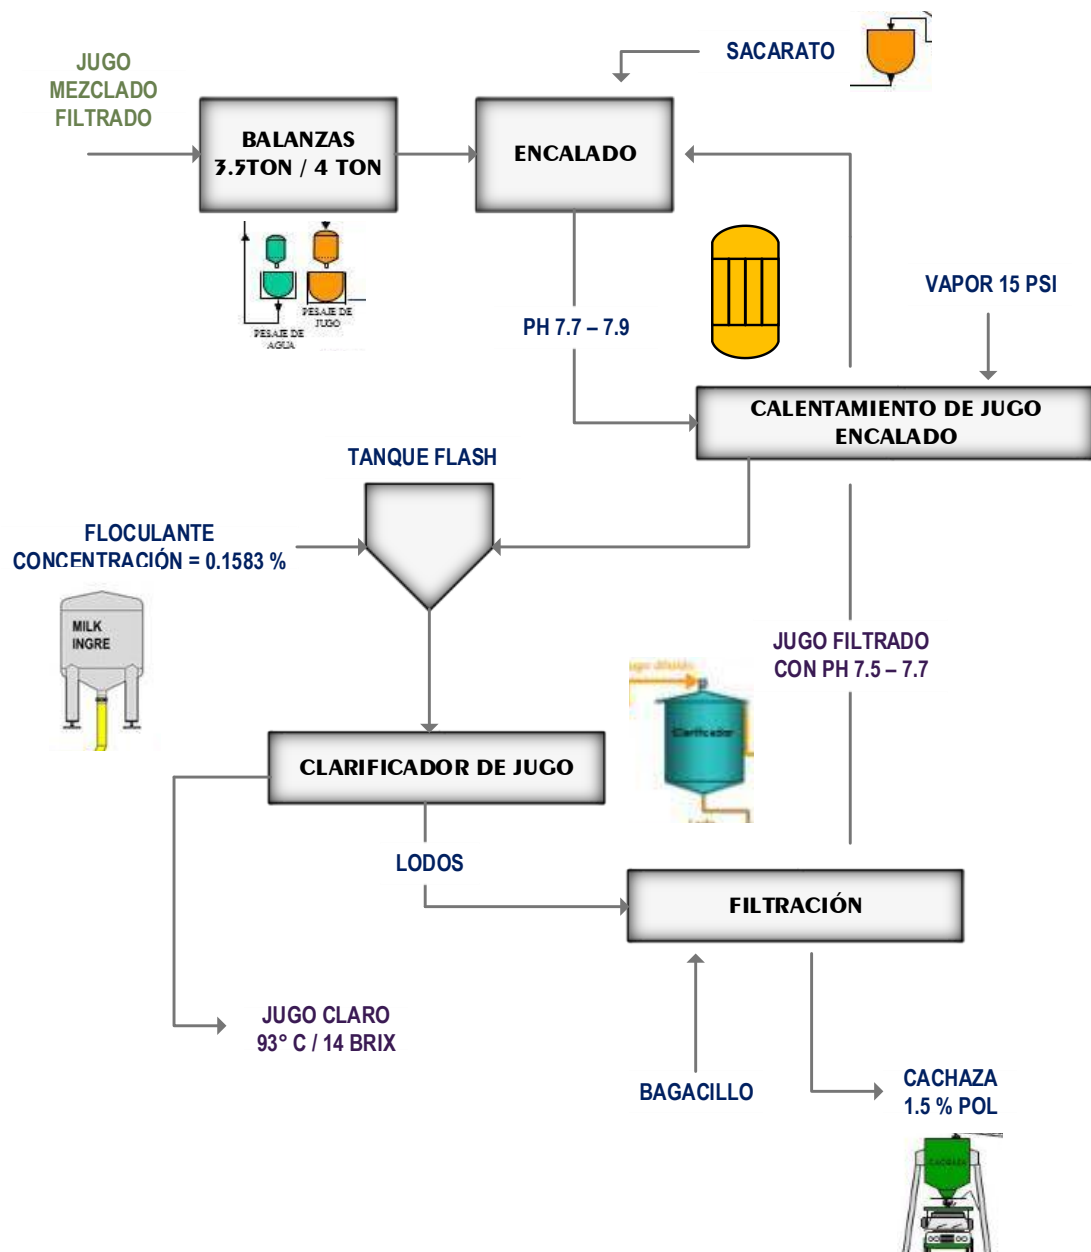 SACARATO
JUGO
MEZCLADO
FILTRADO
BALANZAS
3.5TON / 4 TON
ENCALADO
PESAJE DE
JUGO
PESAJE DE
AGUA
PH 7.7 – 7.9
VAPOR 15 PSI
CALENTAMIENTO DE JUGO
ENCALADO
TANQUE FLASH
FLOCULANTE
CONCENTRACIÓN = 0.1583 %
MILK
INGRE
JUGO FILTRADO
CON PH 7.5 – 7.7
Clarificador
CLARIFICADOR DE JUGO
LODOS
FILTRACIÓN
JUGO CLARO
93° C / 14 BRIX
BAGACILLO
CACHAZA
1.5 % POL
CACHAZA